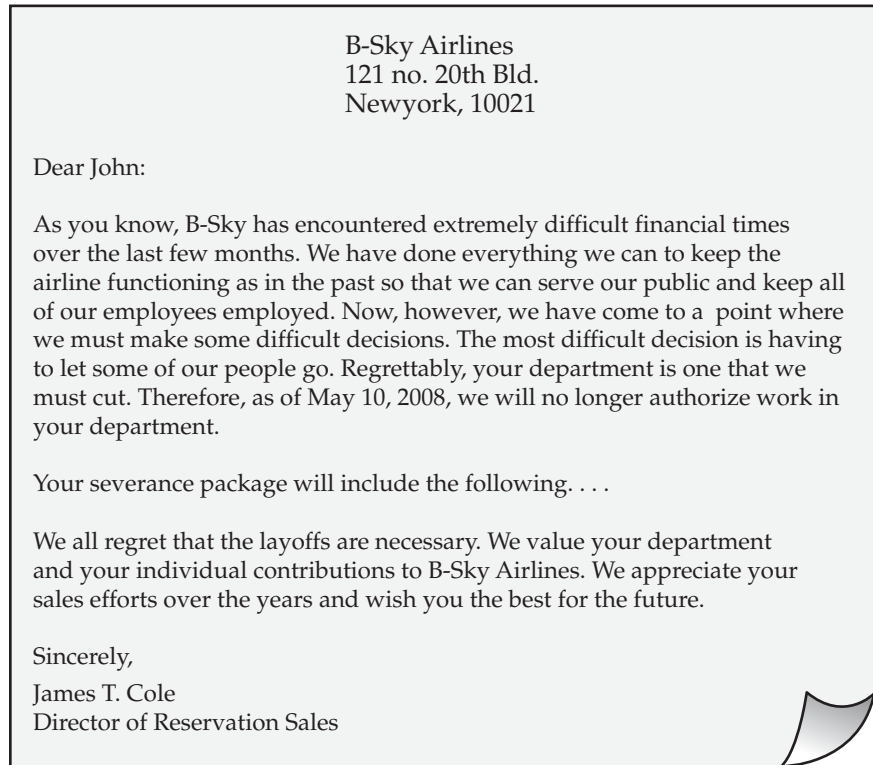 B-Sky Airlines
121 no. 20th Bld.
Newyork, 10021
Dear John:
As you know, B-Sky has encountered extremely difficult financial times
over the last few months. We have done everything we can to keep the
airline functioning as in the past so that we can serve our public and keep all
of our employees employed. Now, however, we have come to a  point where
we must make some difficult decisions. The most difficult decision is having
to let some of our people go. Regrettably, your department is one that we
must cut. Therefore, as of May 10, 2008, we will no longer authorize work in
your department.
Your severance package will include the following. . . .
We all regret that the layoffs are necessary. We value your department
and your individual contributions to B-Sky Airlines. We appreciate your
sales efforts over the years and wish you the best for the future.
Sincerely,
James T. Cole
Director of Reservation Sales